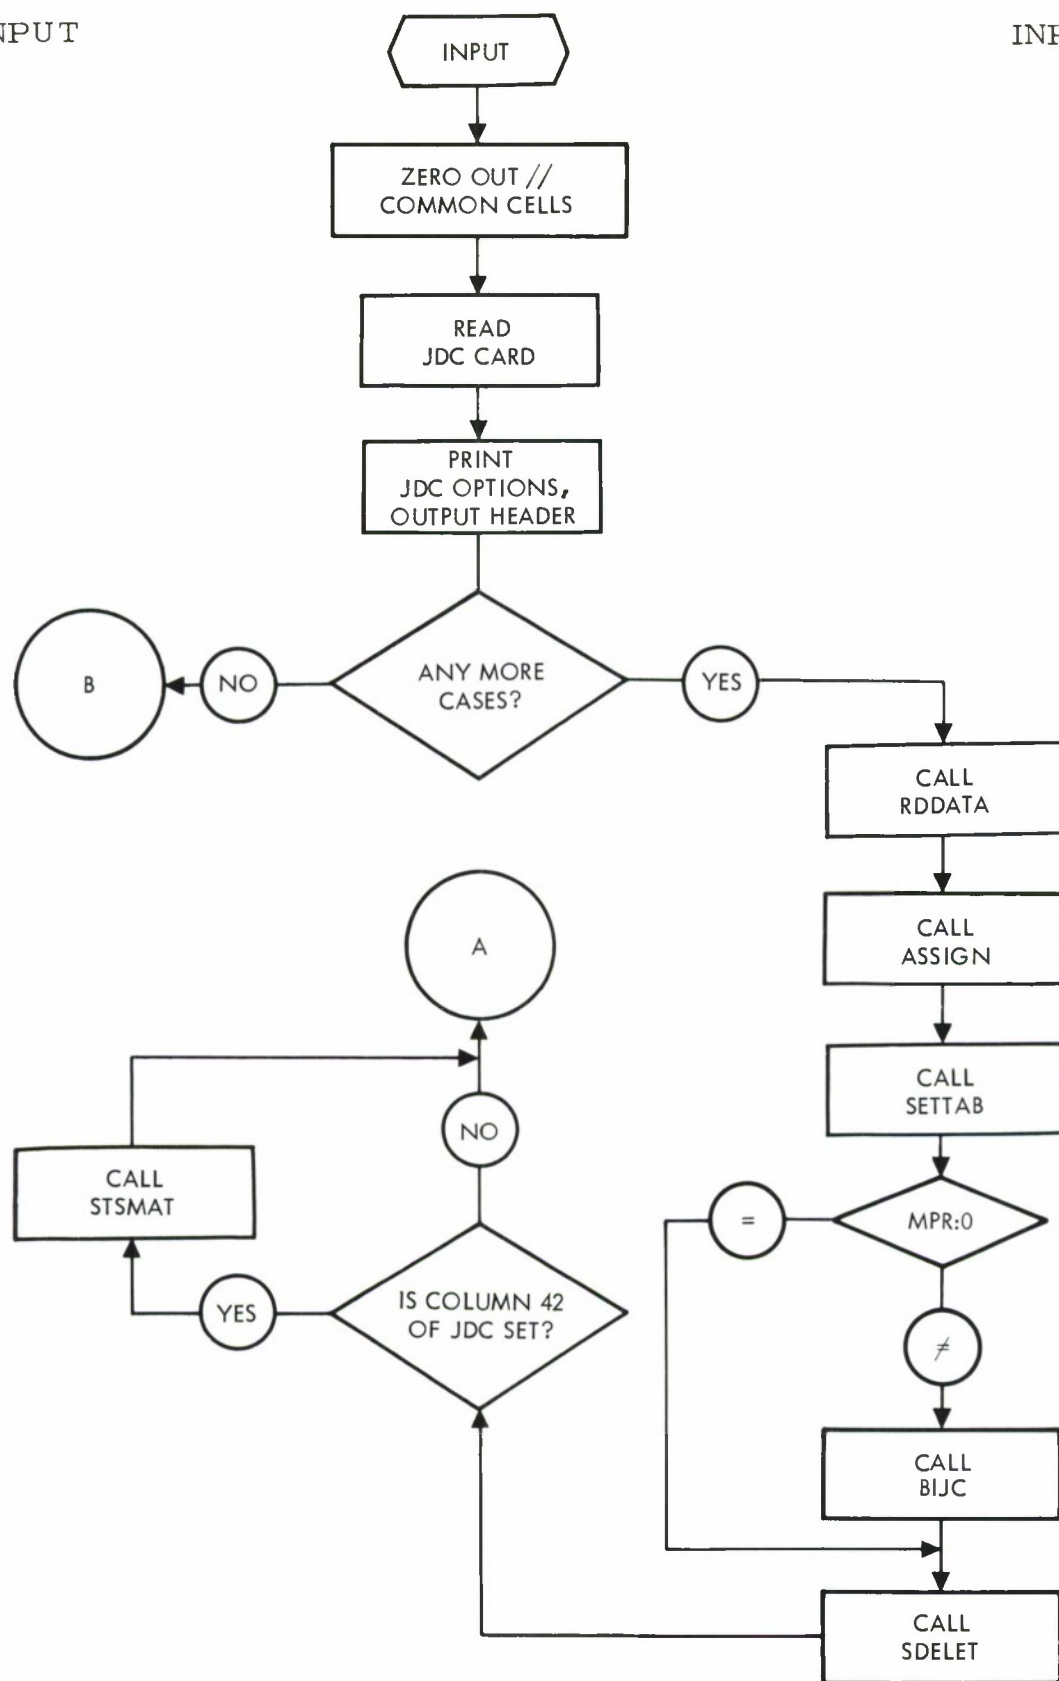 NPUT
INP
INPUT
ZERO OUT //
COMMON CELLS
READ
JDC CARD
PRINT
JDC OPTIONS,
OUTPUT HEADER
ANY MORE
CASES?
NO
B
YES
CALL
RDDATA
CALL
ASSIGN
CALL
SETTAB
MPR:0
=
≠
CALL
BIJC
CALL
SDELET
IS COLUMN 42
OF JDC SET?
YES
CALL
STSMAT
NO
A